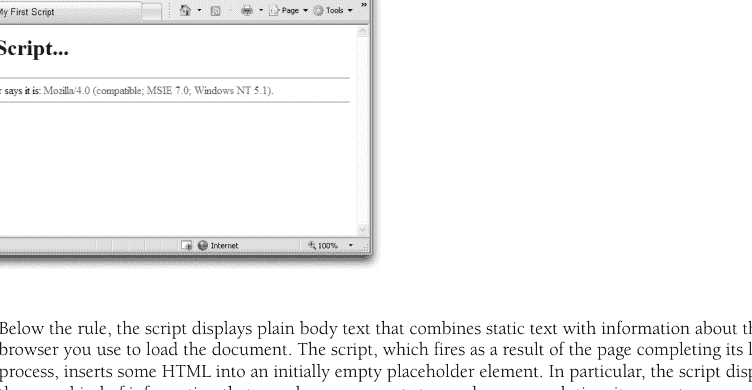 My First Script
Page
Tools
»
Script...
r says it is: Mozilla/4.0 (compatible; MSIE 7.0; Windows NT 5.1).
Internet
100%
Below the rule, the script displays plain body text that combines static text with information about th
browser you use to load the document. The script, which fires as a result of the page completing its l
process, inserts some HTML into an initially empty placeholder element. In particular, the script disp